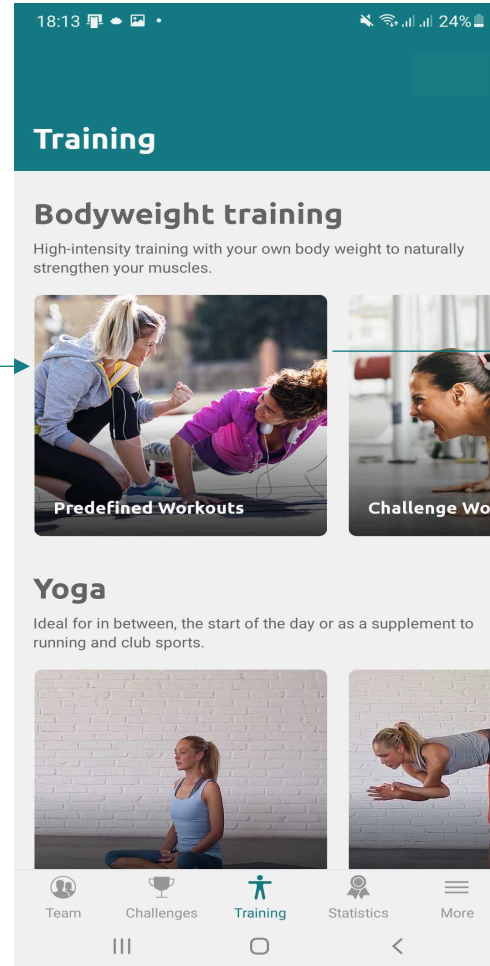 18:13
24%
Training
Bodyweight training
High-intensity training with your own body weight to naturally
strengthen your muscles.
Predefined Workouts
Challenge Wo
Yoga
Ideal for in between, the start of the day or as a supplement to
running and club sports.
Team
Challenges
Training
Statistics
More